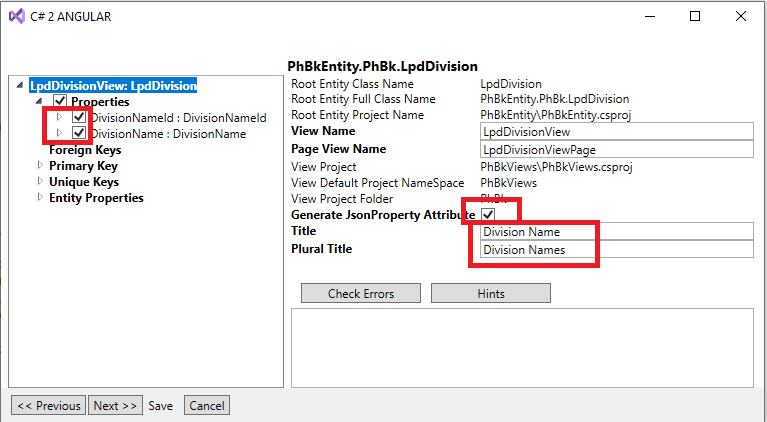 C# 2 ANGULAR
PhBkEntity.PhBk.LpdDivision
LpdDivisionView: LpdDivision
Properties
DivisionNameId : DivisionNameId
DivisionName : DivisionName
Foreign Keys
Primary Key
Unique Keys
Entity Properties
Root Entity Class Name LpdDivision
Root Entity Full Class Name PhBkEntity.PhBk.LpdDivision
Root Entity Project Name PhBkEntity\PhBkEntity.csproj
View Name LpdDivisionView
Page View Name LpdDivisionViewPage
View Project PhBkViews\PhBkViews.csproj
View Default Project NameSpace PhBkViews
View Project Folder PhBk
Generate JsonProperty Attribute
Title Division Name
Plural Title Division Names
Check Errors Hints
<< Previous Next >> Save Cancel